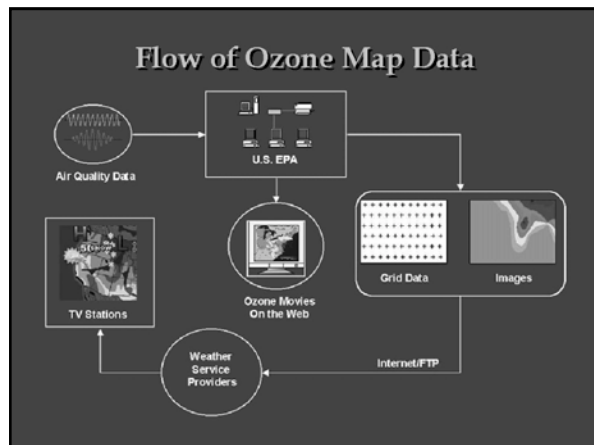 Flow of Ozone Map Data
U.S. EPA
Air Quality Data
Grid Data
Images
TV Stations
Ozone Movies
On the Web
Weather
Service
Providers
Internet/FTP